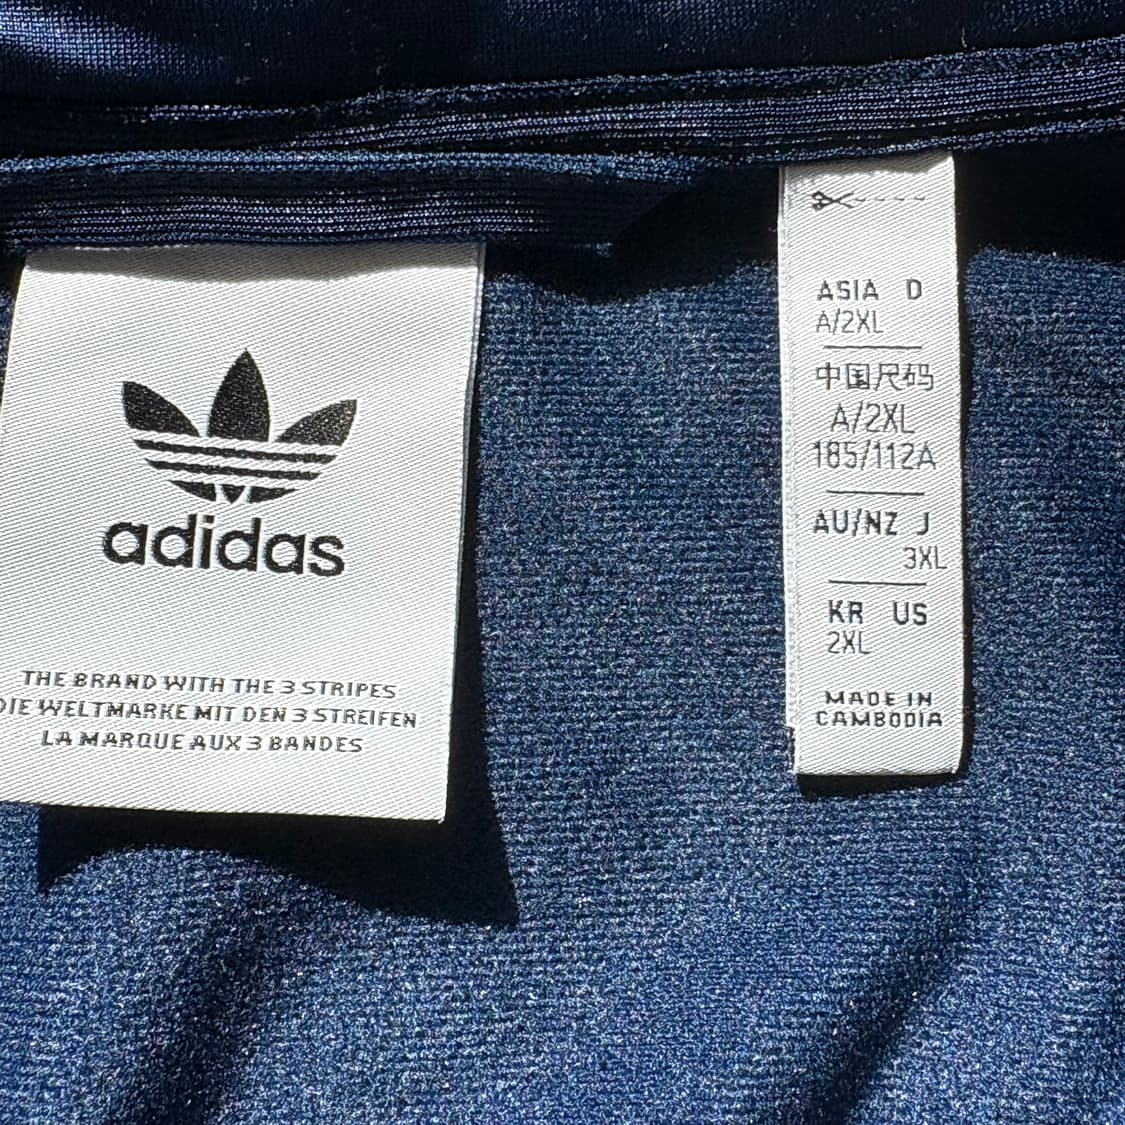 adidas
THE BRAND WITH THE 3 STRIPES
DIE WELTMARKE MIT DEN 3 STREIFEN
LA MARQUE AUX 3 BANDES
ASIA D
A/2XL
中国尺码
A/2XL
185/112A
AU/NZ J
3XL
KR US
2XL
MADE IN
CAMBODIA